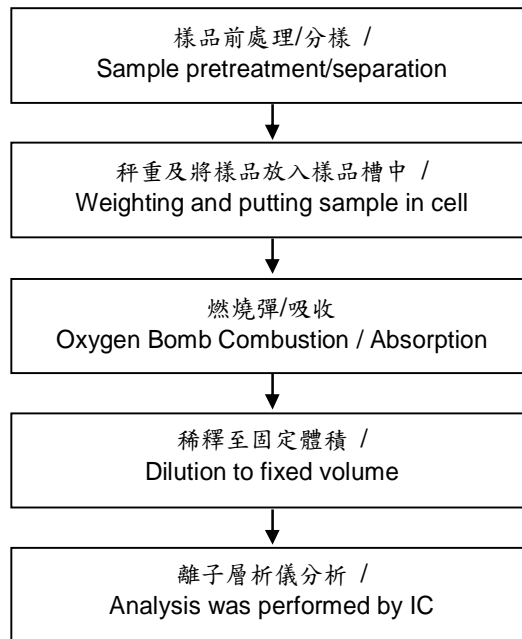 樣品前處理/分樣 /
Sample pretreatment/separation
秤重及將樣品放入樣品槽中 /
Weighting and putting sample in cell
燃燒彈/吸收
Oxygen Bomb Combustion / Absorption
稀釋至固定體積 /
Dilution to fixed volume
離子層析儀分析 /
Analysis was performed by IC